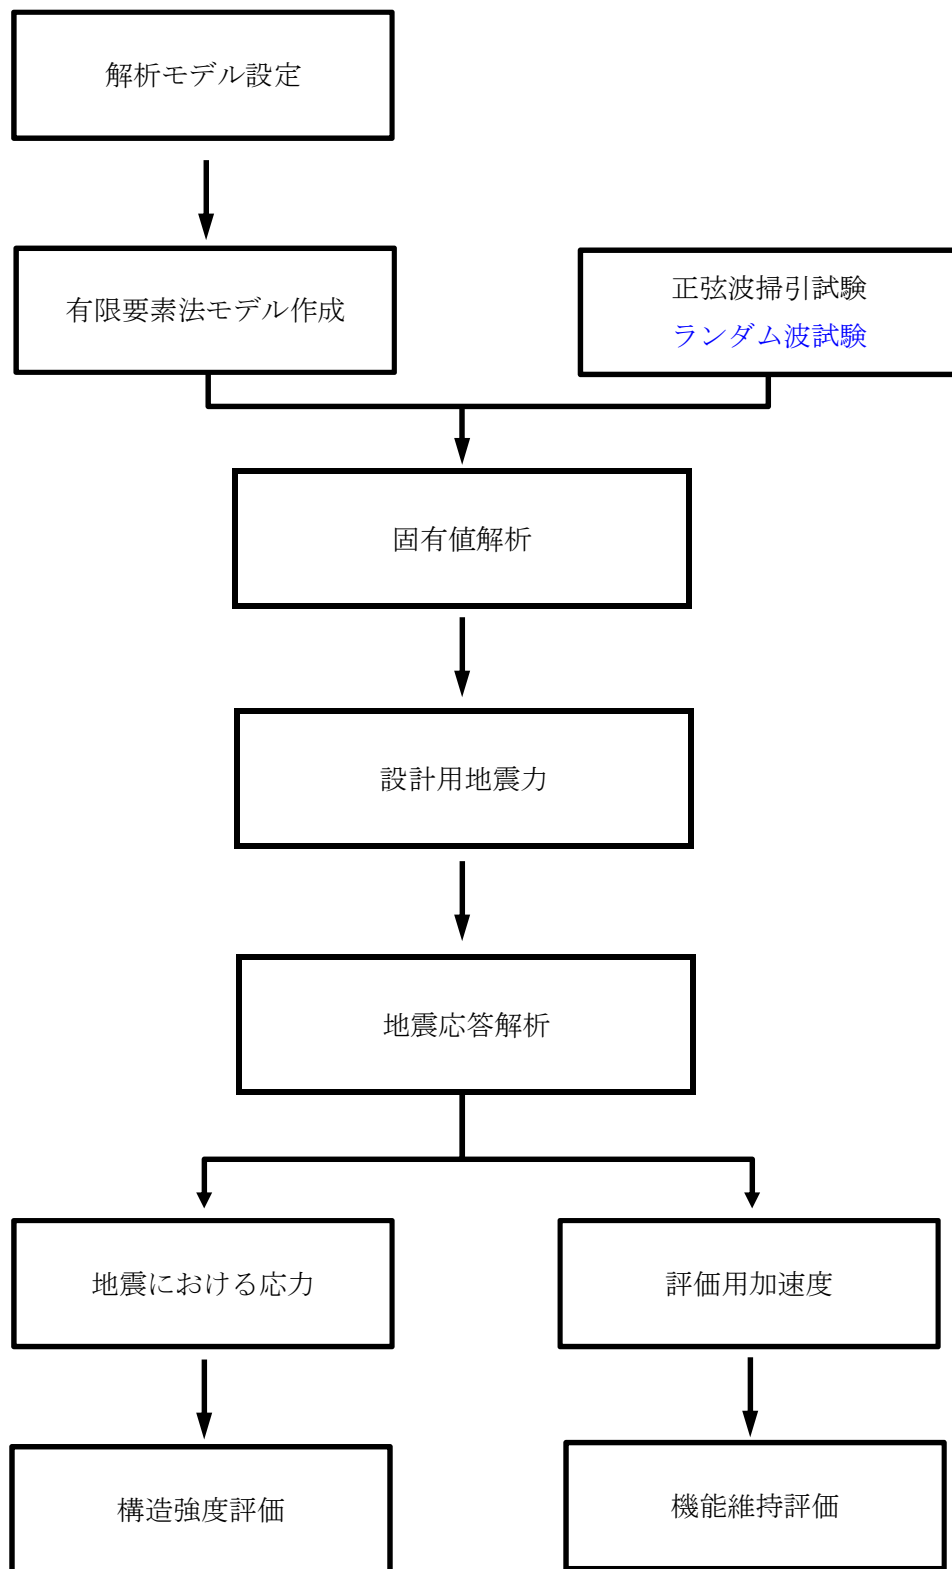 解析モデル設定
有限要素法モデル作成
正弦波掃引試験
ランダム波試験
固有値解析
設計用地震力
地震応答解析
地震における応力
評価用加速度
構造強度評価
機能維持評価